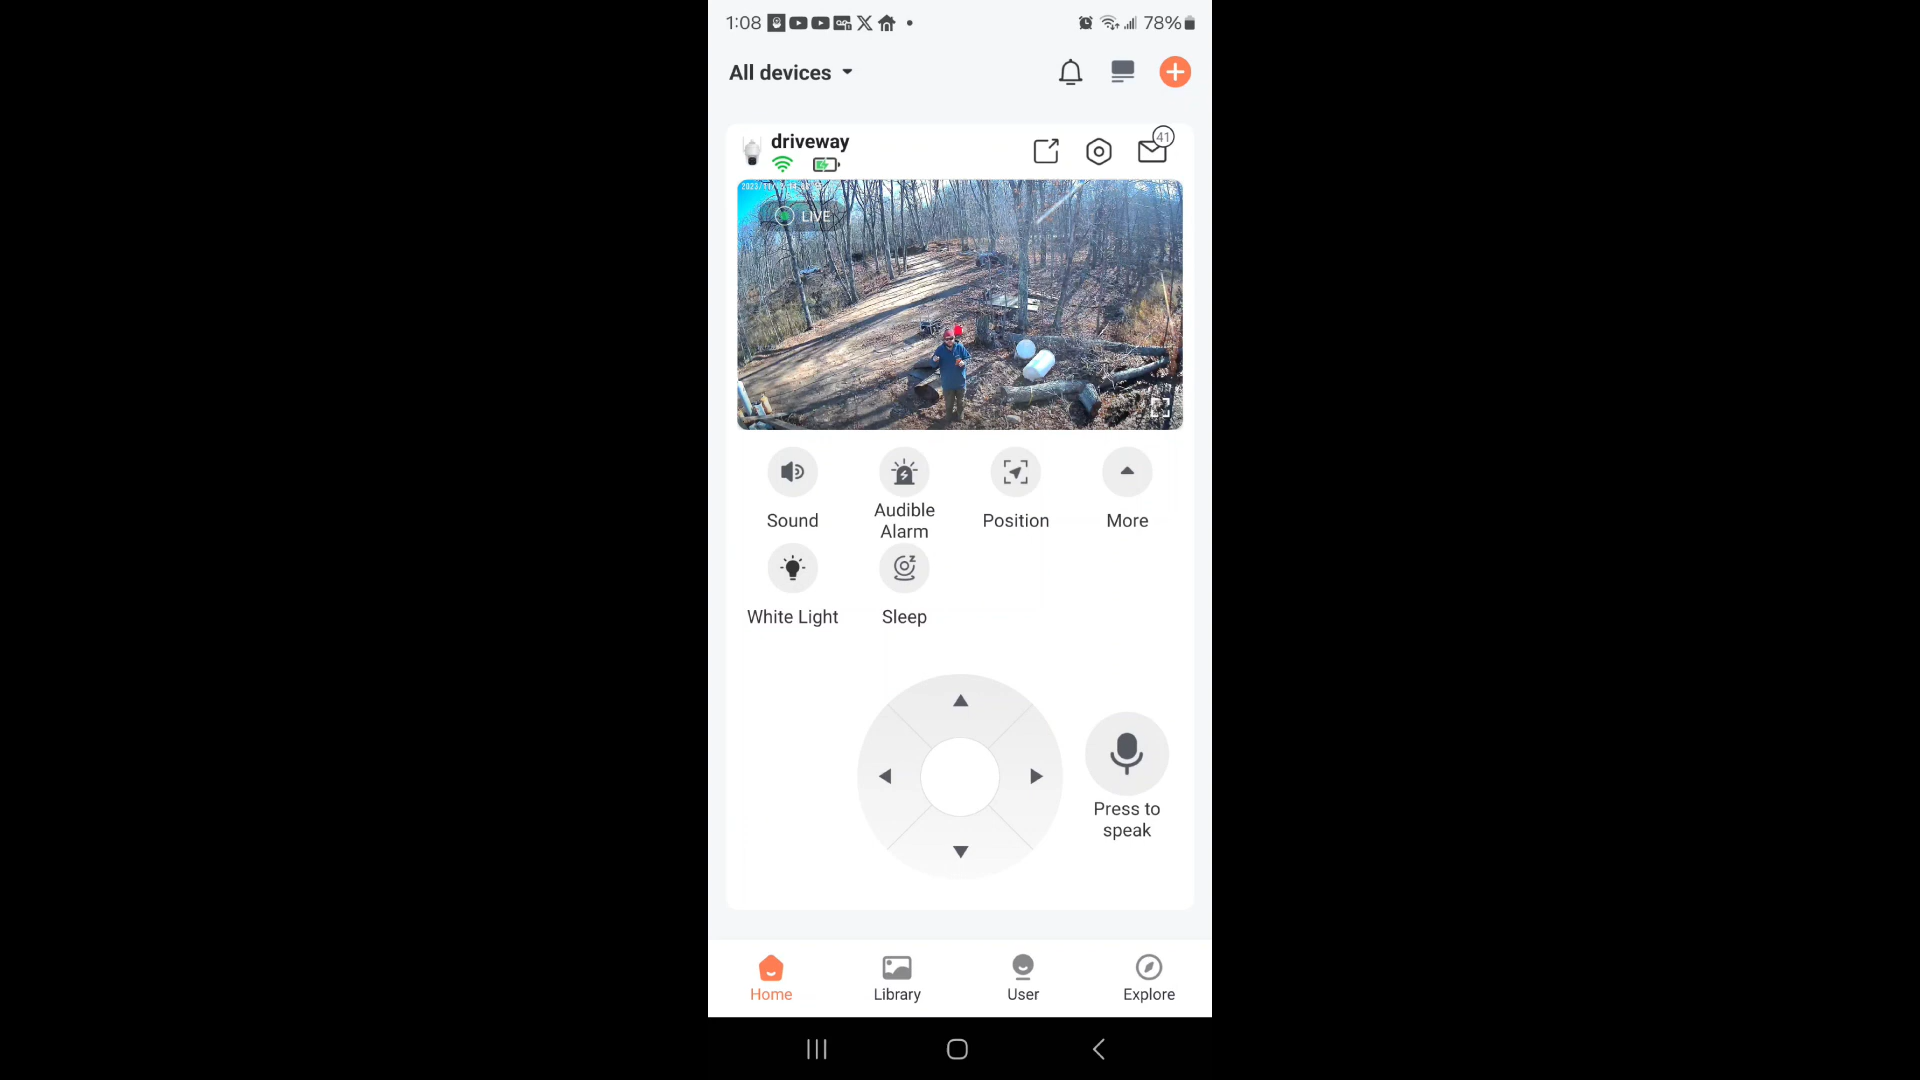 1:08
78%
All devices
driveway
41
LIVE
Sound
Audible
Alarm
Position
More
White Light
Sleep
Press to
speak
Home
Library
User
Explore